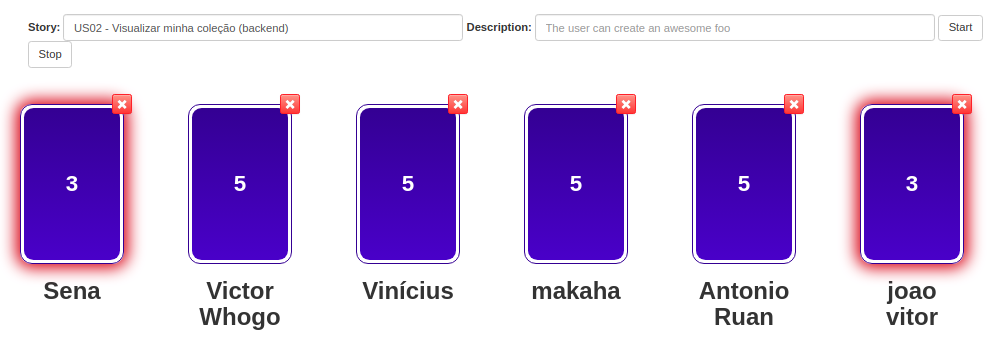 Story: US02 - Visualizar minha coleção (backend) Description: The user can create an awesome foo Start
Stop
3 5 5 5 5 3
Sena Victor Vinícius makaha Antonio joao
Whogo Ruan vitor